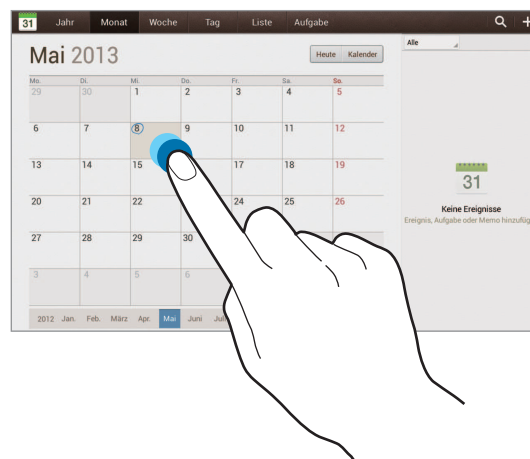 31 Jahr Monat Woche Tag Liste Aufgabe
Mai 2013
Heute Kalender
Alle
Mo. Di. Mi. Do. Fr. Sa. So.
29 30 1 2 3 4 5
6 7 8 9 10 11 12
13 14 15 17 18 19
20 21 22 24 25 26
27 28 29 30
3 4 5 6
2012 Jan. Feb. März Apr. Mai Juni
31
Keine Ereignisse
Ereignis, Aufgabe oder Memo